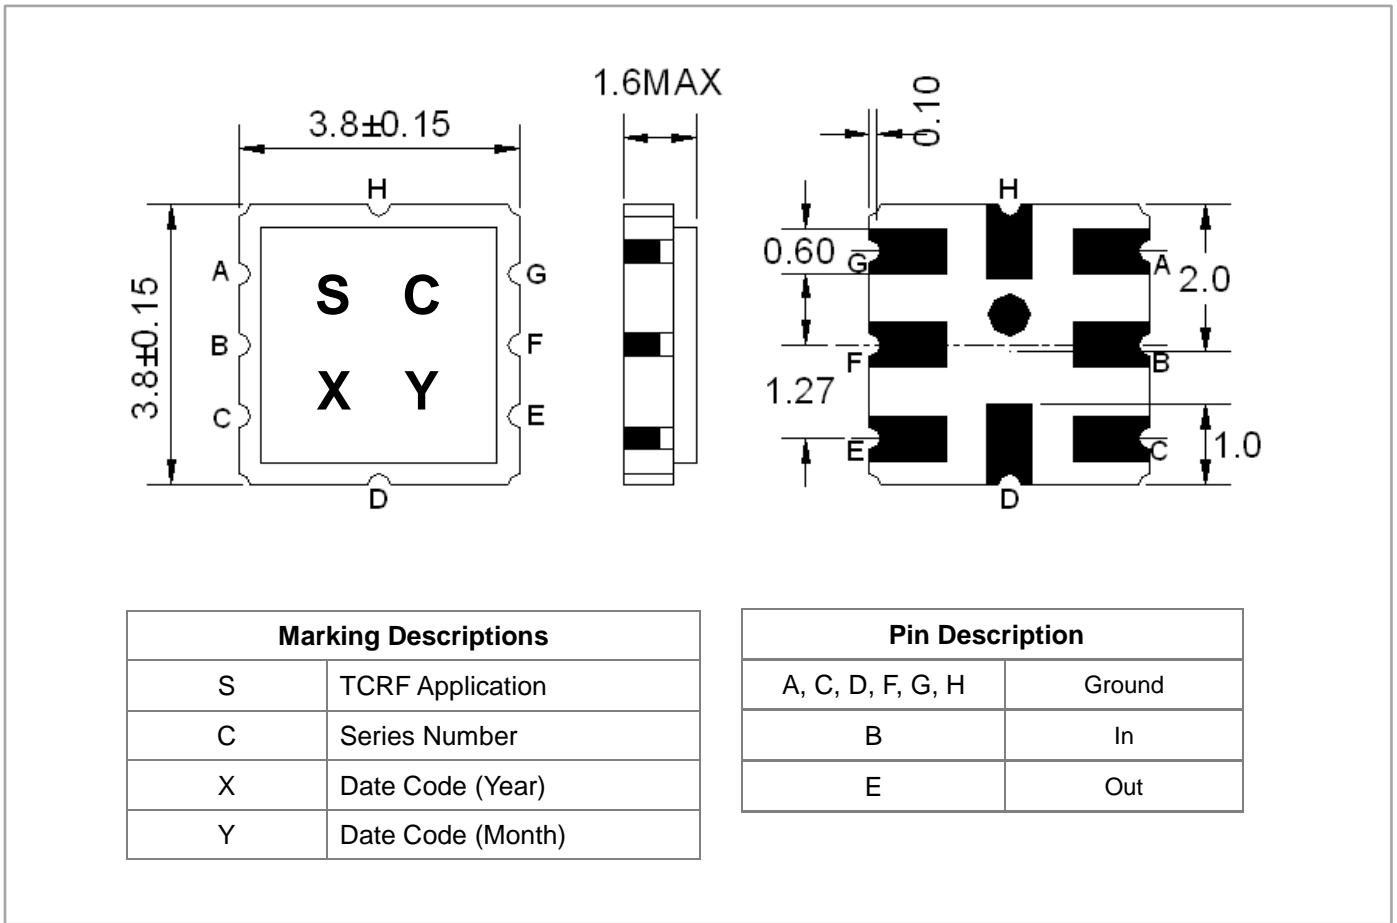 1.6MAX
0.10
3.8±0.15
H
H
0.60
G
A
2.0
A
G
S C
3.8±0.15
B
F
F
B
X Y
1.27
C
E
E
C
1.0
D
D
Marking Descriptions
S TCRF Application
C Series Number
X Date Code (Year)
Y Date Code (Month)
Pin Description
A, C, D, F, G, H Ground
B In
E Out